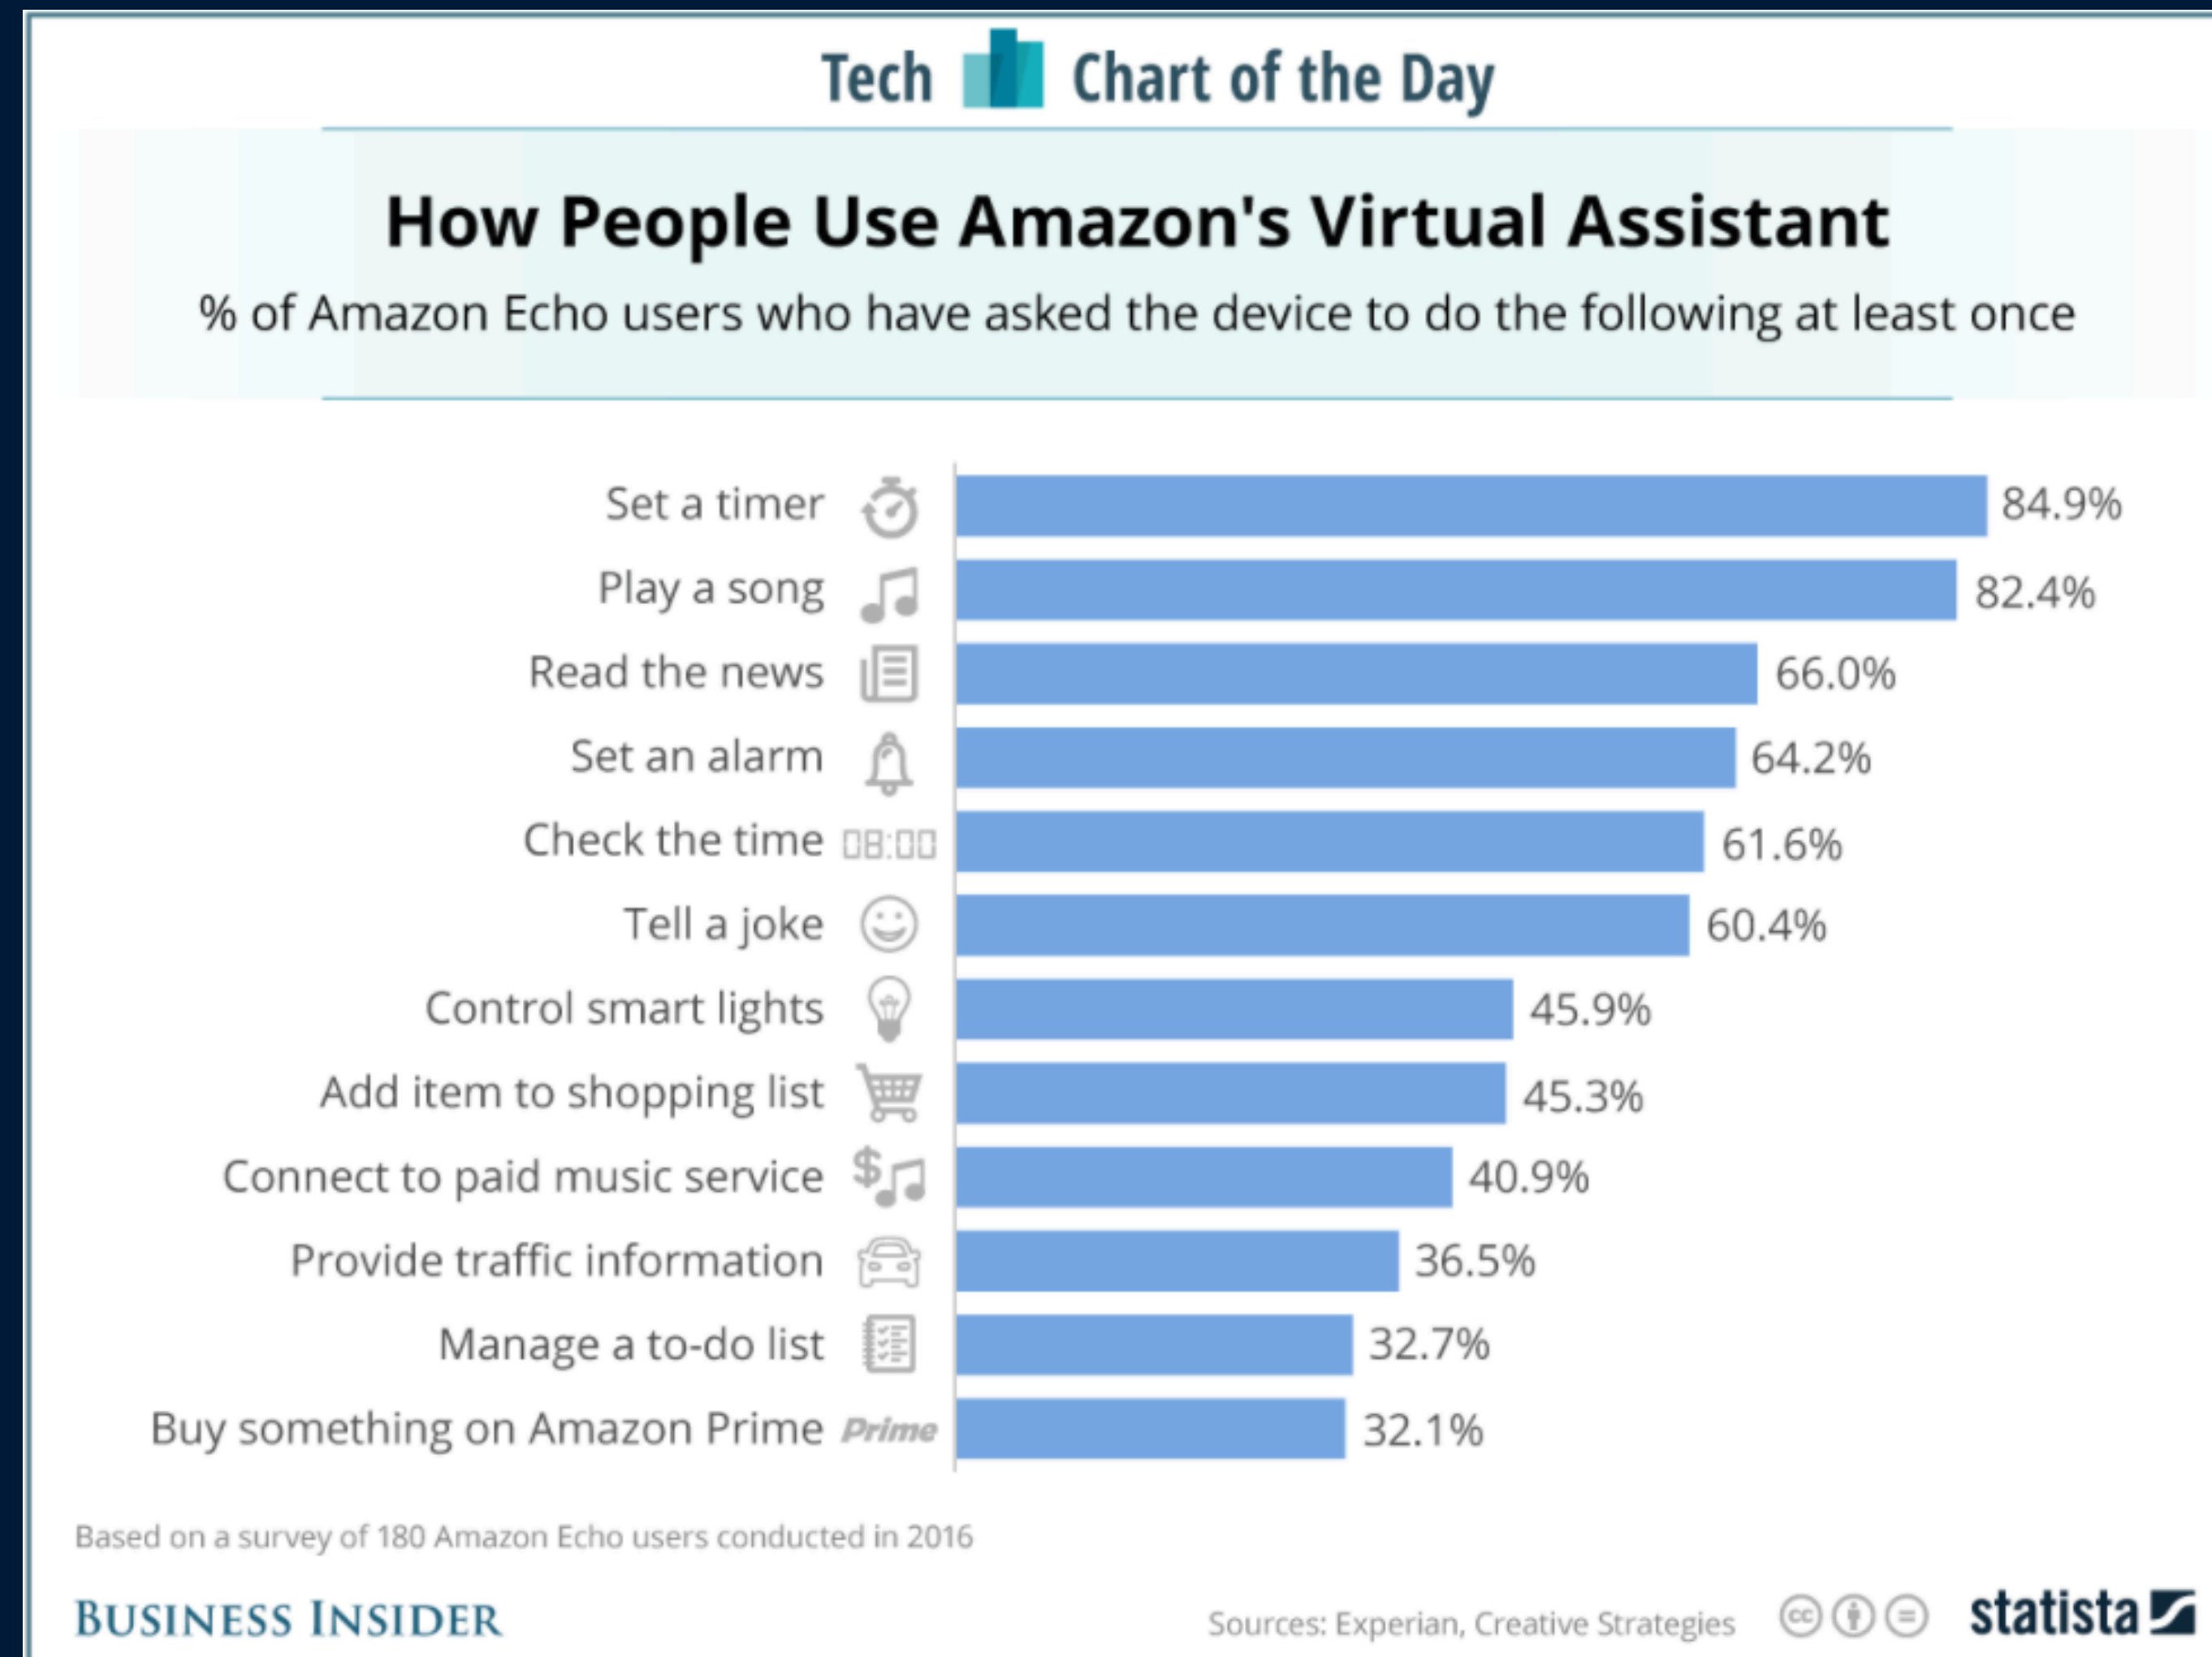 Tech Chart of the Day
How People Use Amazon's Virtual Assistant
% of Amazon Echo users who have asked the device to do the following at least once
Set a timer 84.9%
Play a song 82.4%
Read the news 66.0%
Set an alarm 64.2%
Check the time 08:00 61.6%
Tell a joke 60.4%
Control smart lights 45.9%
Add item to shopping list 45.3%
Connect to paid music service $ 40.9%
Provide traffic information 36.5%
Manage a to-do list 32.7%
Buy something on Amazon Prime Prime 32.1%
Based on a survey of 180 Amazon Echo users conducted in 2016
BUSINESS INSIDER Sources: Experian, Creative Strategies cc = statista